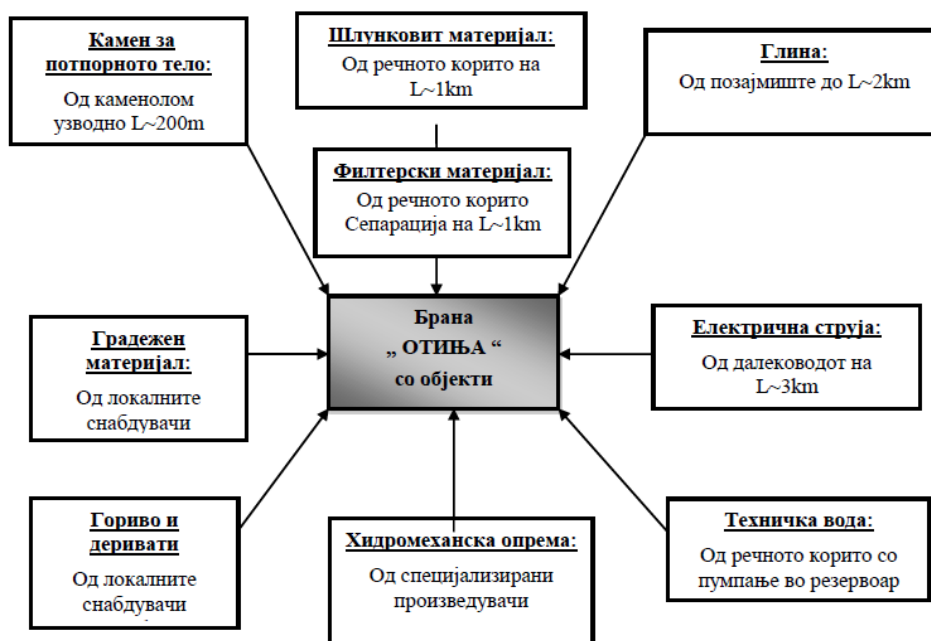 Камен за
потпорното тело:
Од каменолом
узводно L~200m
Шлунковит материјал:
Од речното корито на
L~1km
Глина:
Од позајмиште до L~2km
Филтерски материјал:
Од речното корито
Сепарација на L~1km
Брана
„ ОТИЊА “
со објекти
Градежен
материјал:
Од локалните
снабдувачи
Електрична струја:
Од далеководот на
L~3km
Гориво и
деривати
Од локалните
снабдувачи
Хидромеханска опрема:
Од специјализирани
произведувачи
Техничка вода:
Од речното корито со
пумпање во резервоар